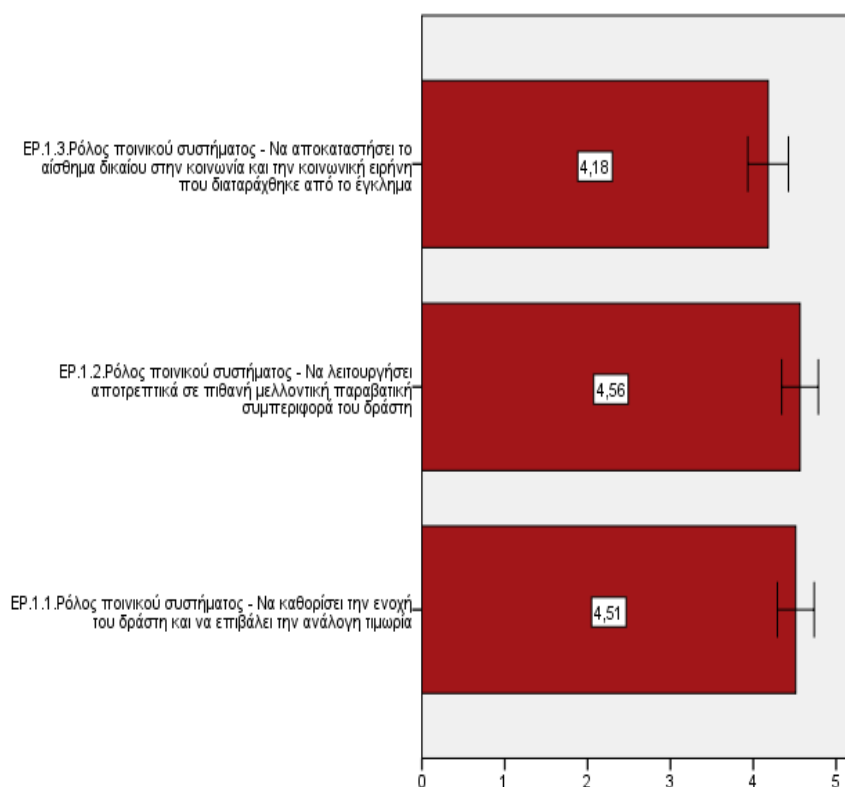 EP.1.3.Ρόλος ποινικού συστήματος - Να αποκαταστήσει το
αίσθημα δικαίου στην κοινωνία και την κοινωνική ειρήνη
που διαταράχθηκε από το έγκλημα
4,18
EP.1.2.Ρόλος ποινικού συστήματος - Να λειτουργήσει
αποτρεπτικά σε πιθανή μελλοντική παραβατική
συμπεριφορά του δράστη
4,56
EP.1.1.Ρόλος ποινικού συστήματος - Να καθορίσει την ενοχή
του δράστη και να επιβάλει την ανάλογη τιμωρία
4,51
0 1 2 3 4 5